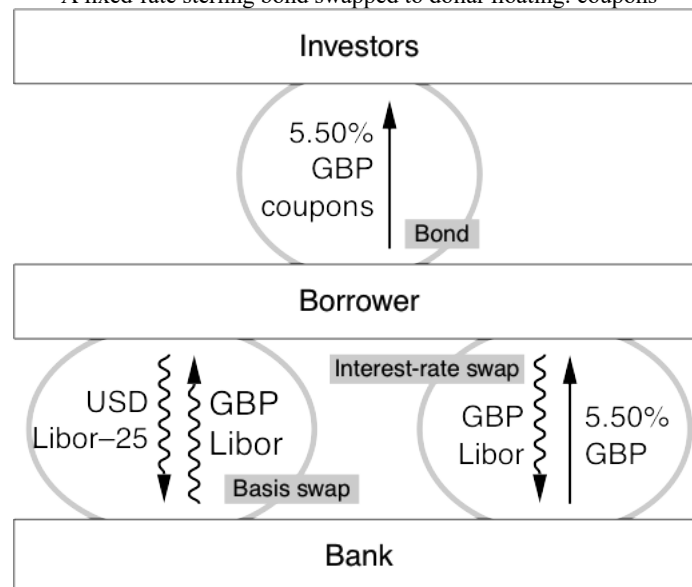 A fixed-rate sterling bond swapped to dollar floating: coupons
Investors
5.50%
GBP
coupons
Bond
Borrower
USD
Libor–25
GBP
Libor
Basis swap
Interest-rate swap
GBP
Libor
5.50%
GBP
Bank